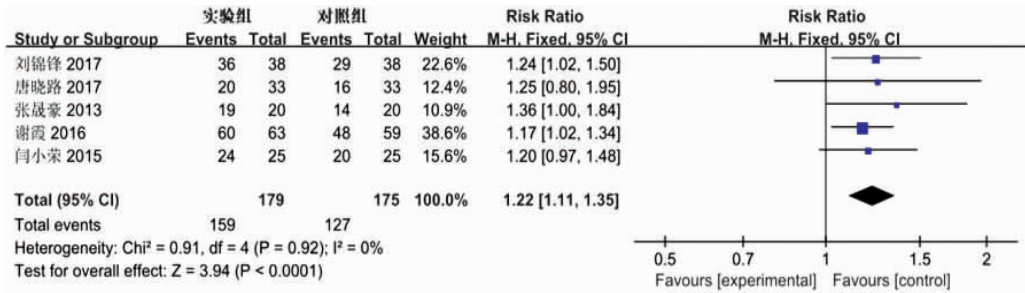 实验组 对照组 Risk Ratio Risk Ratio
Study or Subgroup Events Total Events Total Weight M-H, Fixed, 95% CI M-H, Fixed, 95% CI
刘锦锋 2017 36 38 29 38 22.6% 1.24 [1.02, 1.50]
唐晓路 2017 20 33 16 33 12.4% 1.25 [0.80, 1.95]
张晟豪 2013 19 20 14 20 10.9% 1.36 [1.00, 1.84]
谢霞 2016 60 63 48 59 38.6% 1.17 [1.02, 1.34]
闫小荣 2015 24 25 20 25 15.6% 1.20 [0.97, 1.48]
Total (95% CI) 179 175 100.0% 1.22 [1.11, 1.35]
Total events 159 127
Heterogeneity: Chi² = 0.91, df = 4 (P = 0.92); I² = 0%
Test for overall effect: Z = 3.94 (P < 0.0001)
0.5 0.7 1 1.5 2
Favours [experimental] Favours [control]